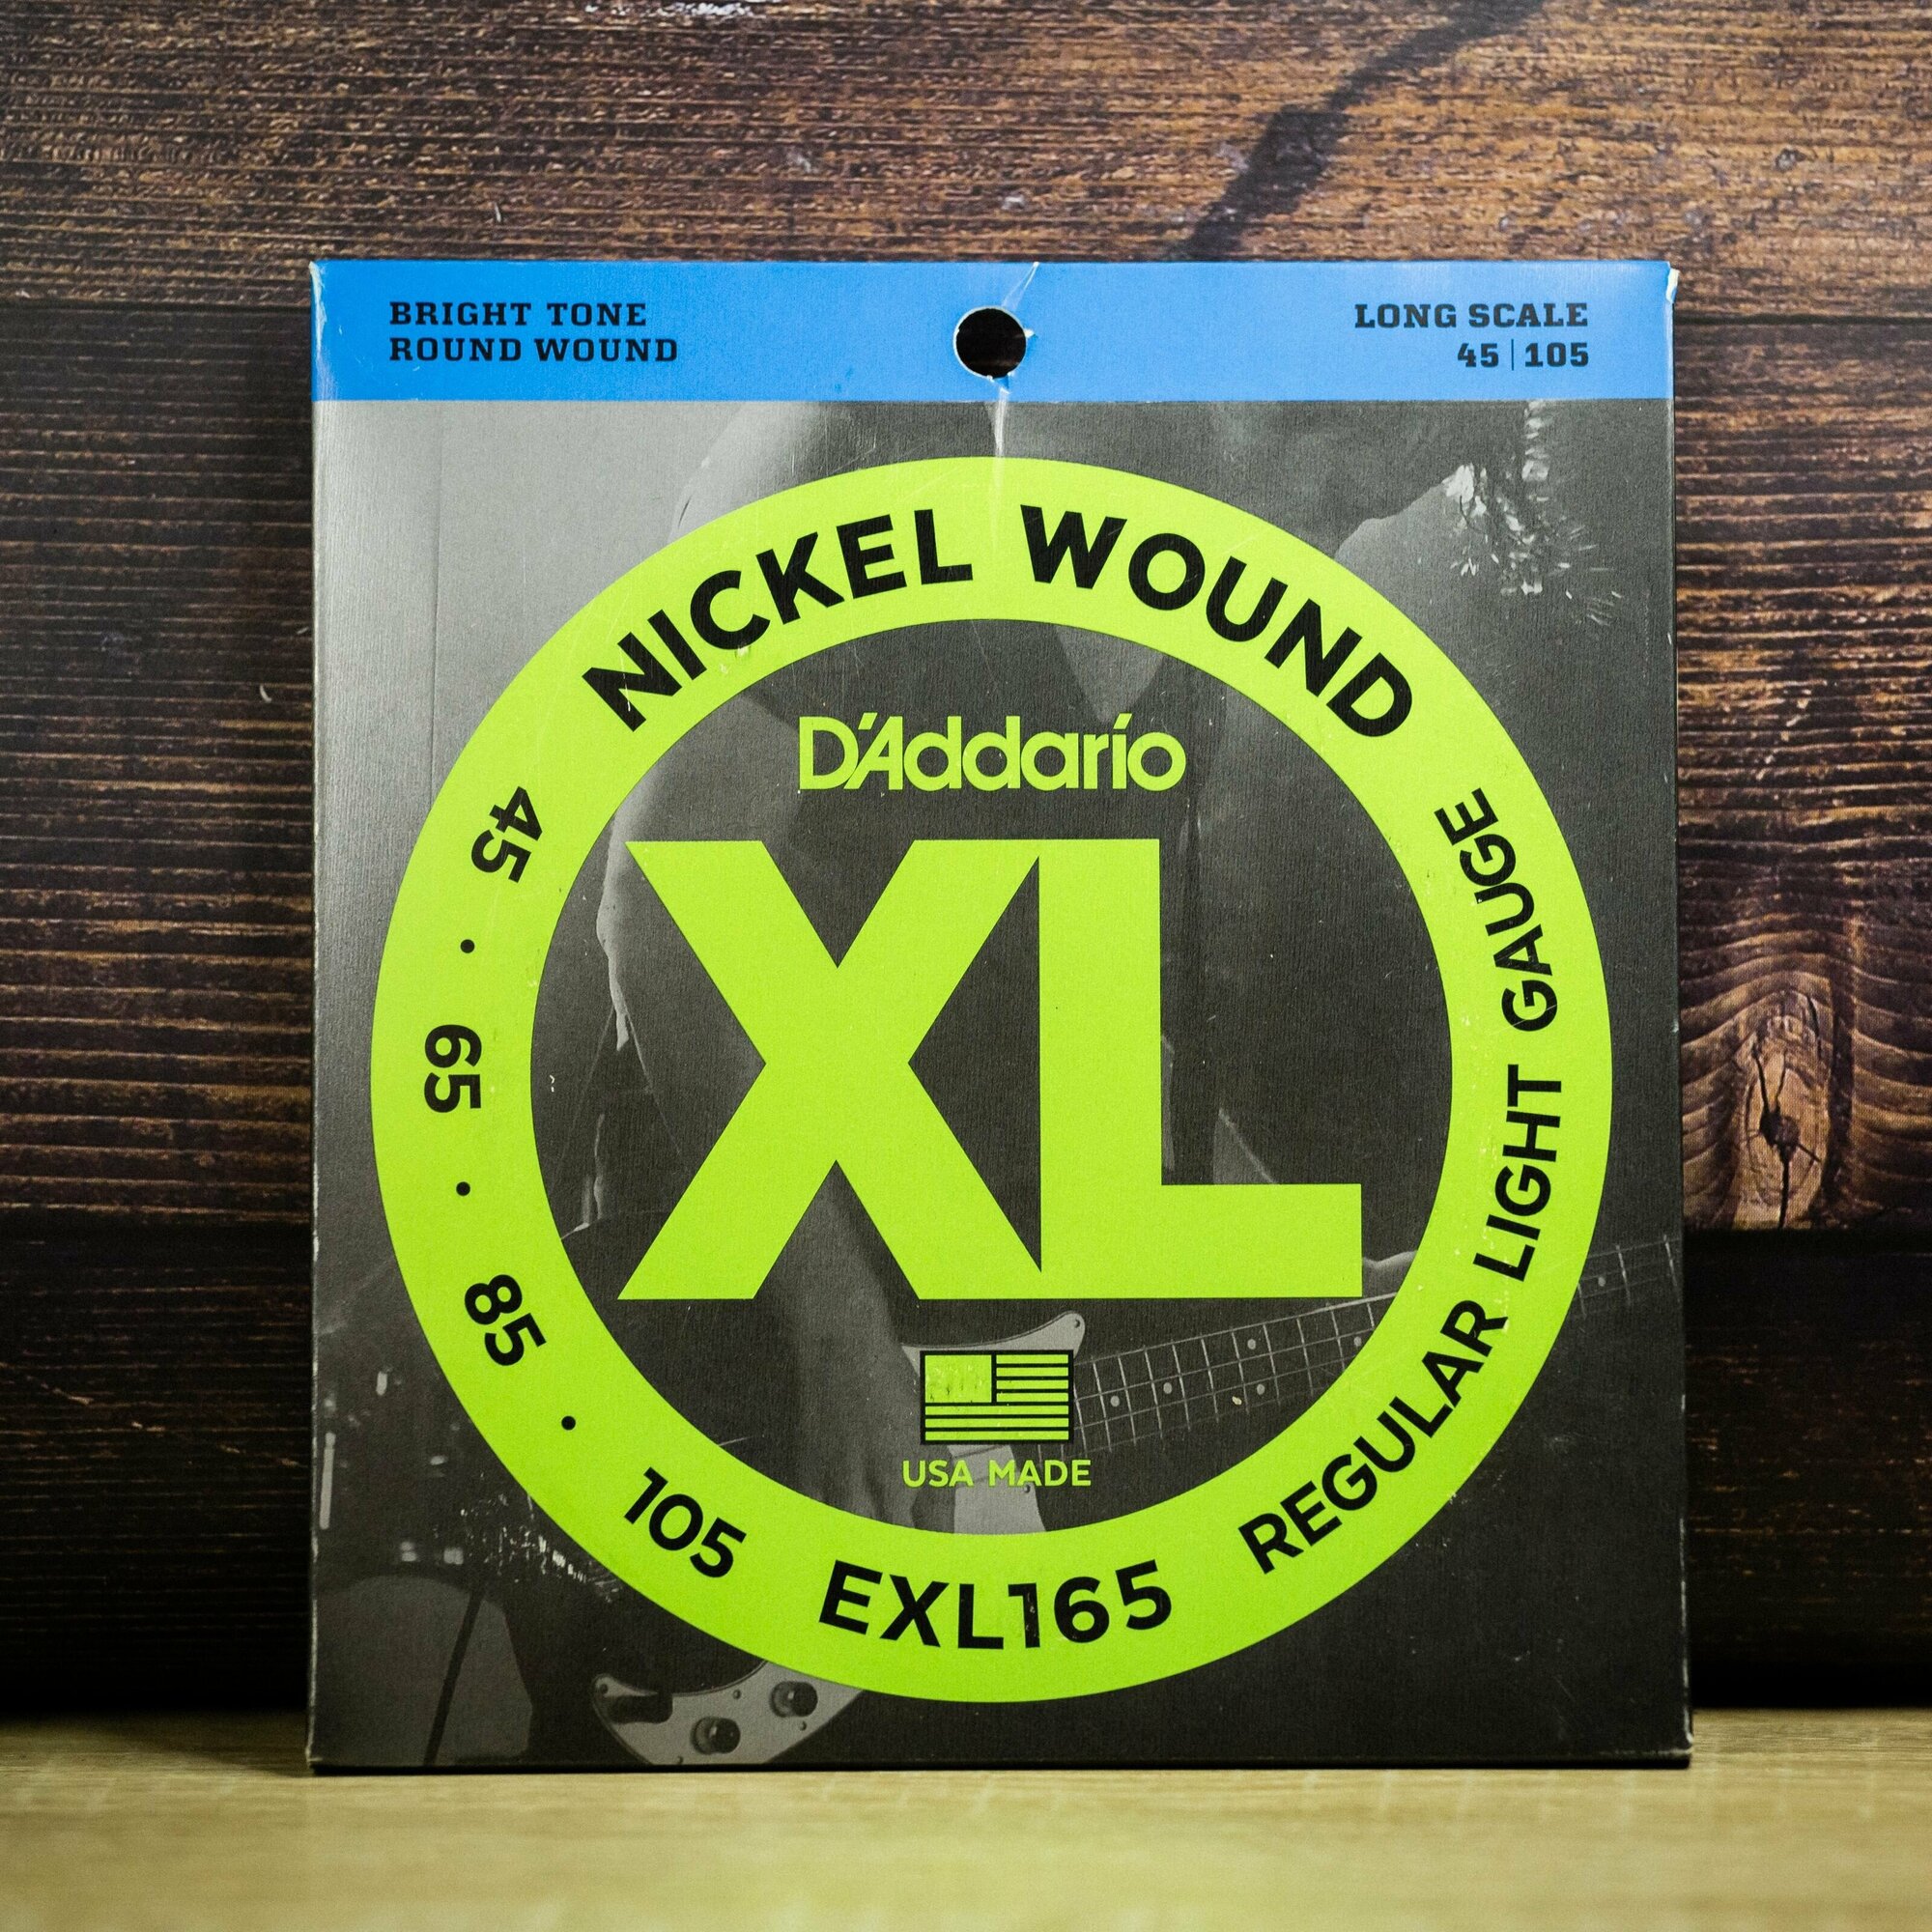 BRIGHT TONE
ROUND WOUND
LONG SCALE
45 | 105
NICKEL WOUND
D'Addarío
XL
USA MADE
45 · 65 · 85 · 105
EXL165
REGULAR LIGHT GAUGE